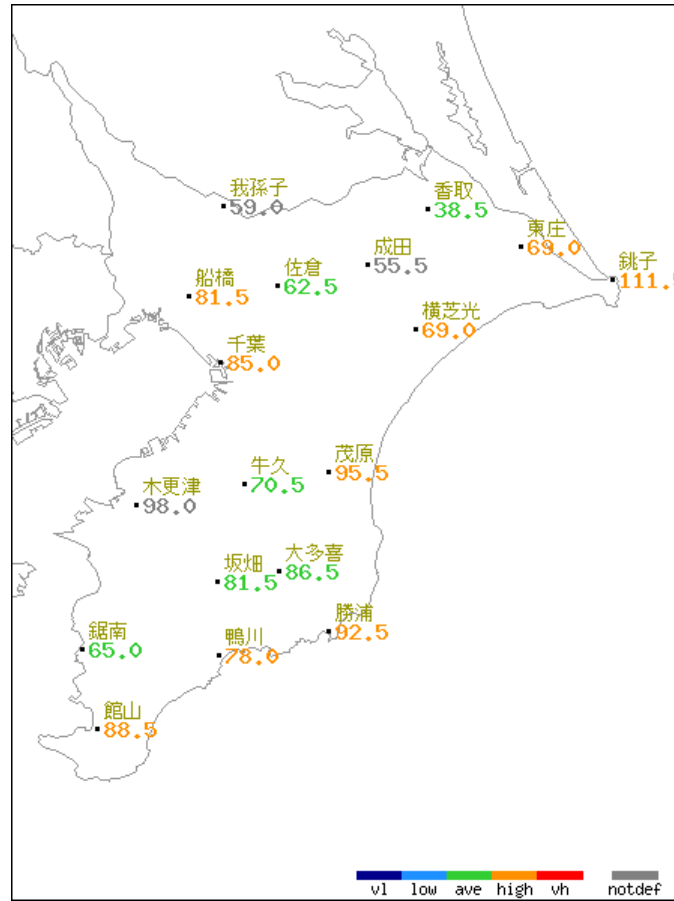 我孫子
59.0
香取
38.5
東庄
69.0
成田
55.5
銚子
111.5
佐倉
62.5
船橋
81.5
横芝光
69.0
千葉
85.0
茂原
95.5
牛久
70.5
木更津
98.0
大多喜
86.5
坂畑
81.5
勝浦
92.5
鋸南
65.0
鴨川
78.0
館山
88.5
vl low ave high vh notdef